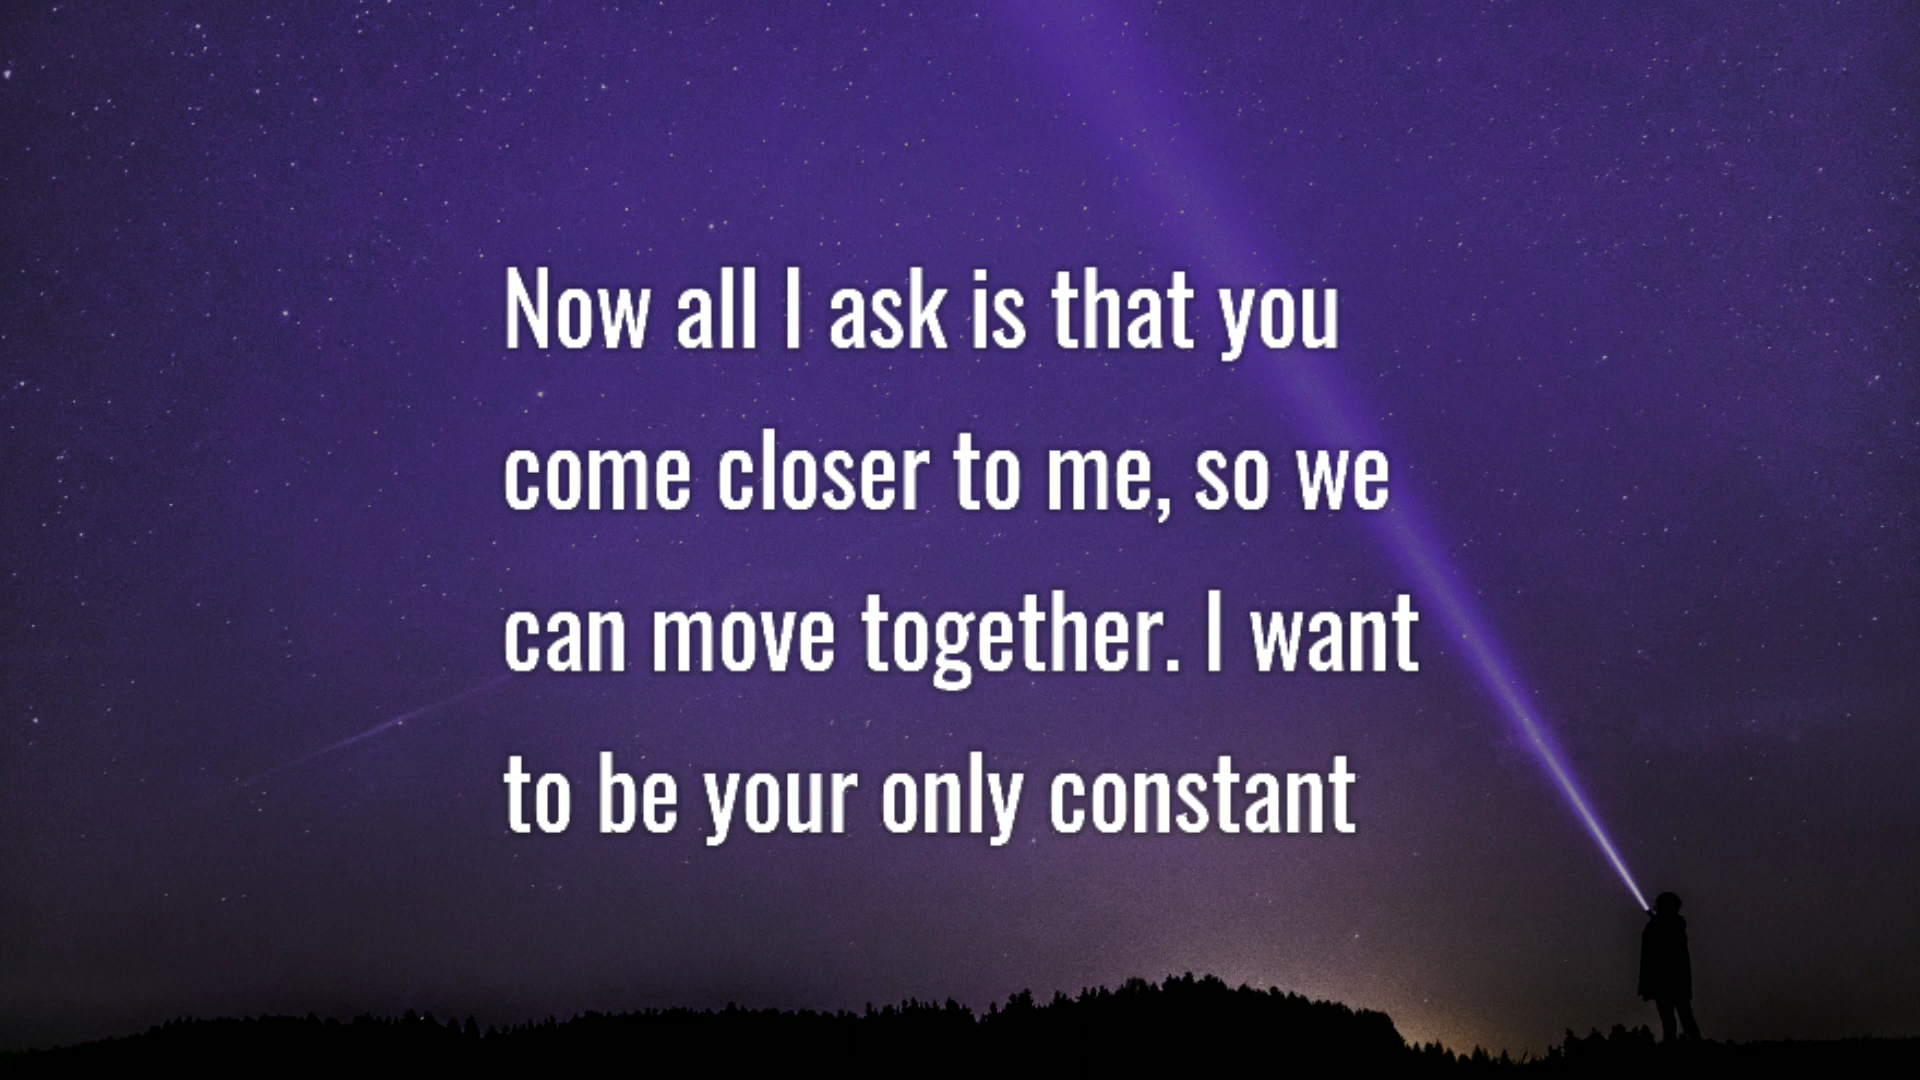 Now all I ask is that you
come closer to me, so we
can move together. I want
to be your only constant